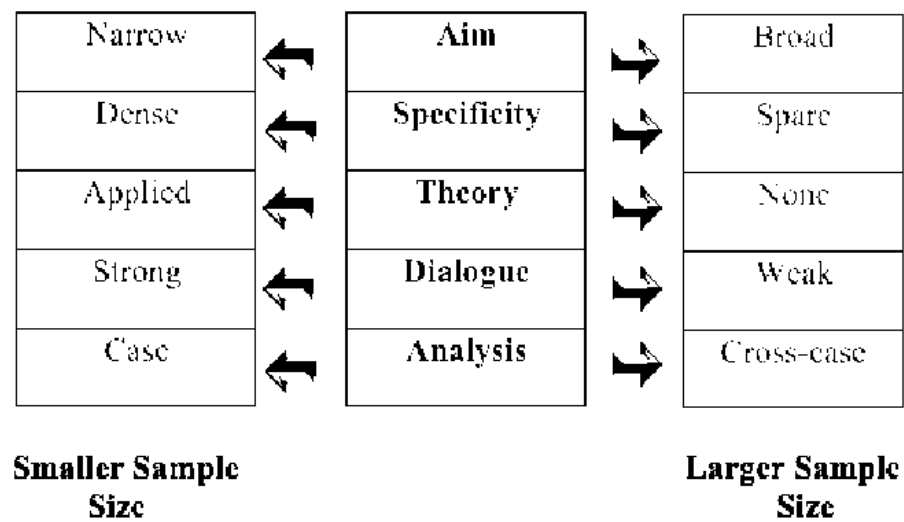 Narrow Aim Broad
Dense Specificity Sparc
Applied Theory None
Strong Dialogue Weak
Case Analysis Cross-case
Smaller Sample Larger Sample
Size Size